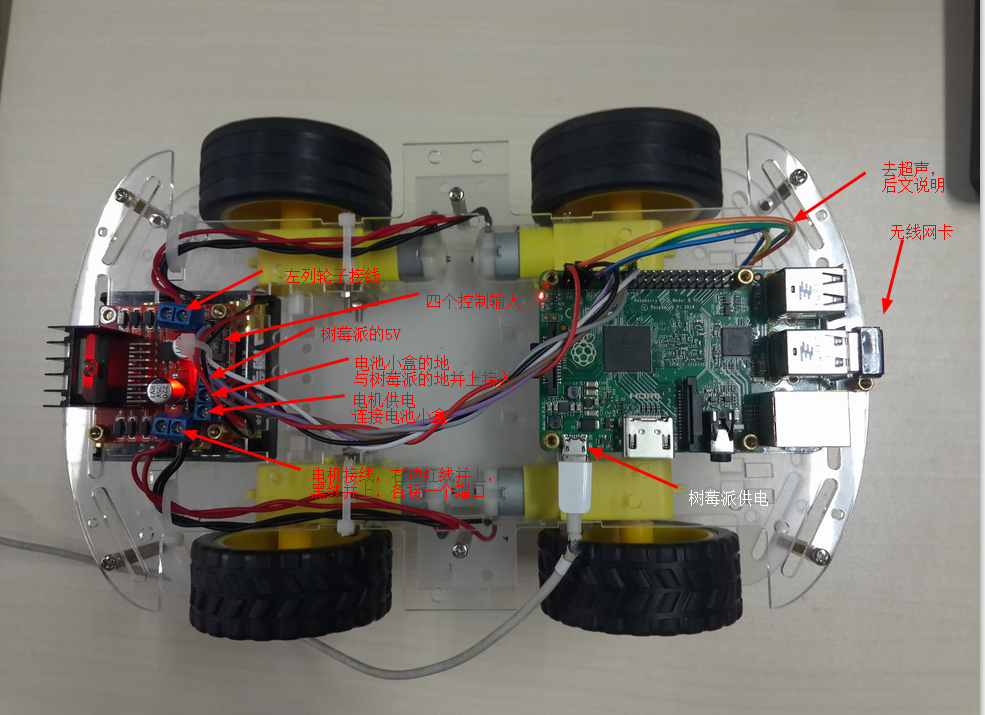 去超声，
后文说明
无线网卡
左列轮子接线
四个控制输入
树莓派的5V
电池小盒的地
与树莓派的地并上接入
电机供电
连接电池小盒
电机接线，右边红线并上，
黑线并上，各接一个端口
树莓派供电
HDMI